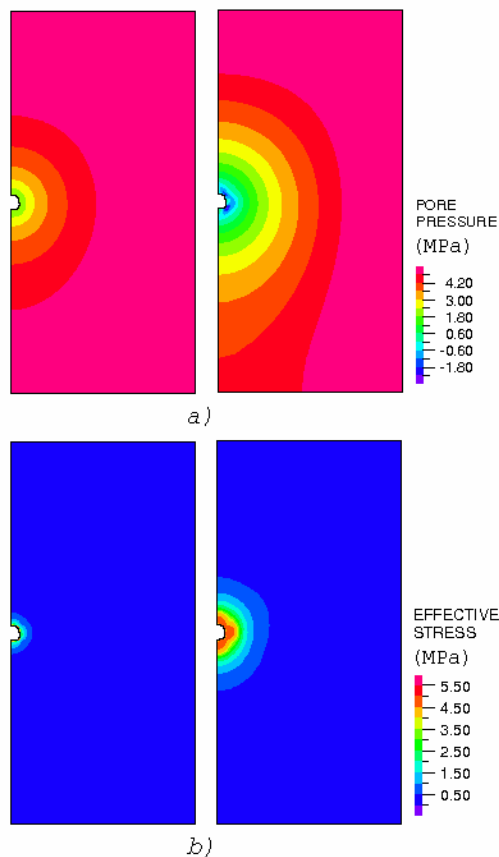 PORE
PRESSURE
(MPa)
4.20
3.00
1.80
0.60
-0.60
-1.80
a)
EFFECTIVE
STRESS
(MPa)
5.50
4.50
3.50
2.50
1.50
0.50
b)